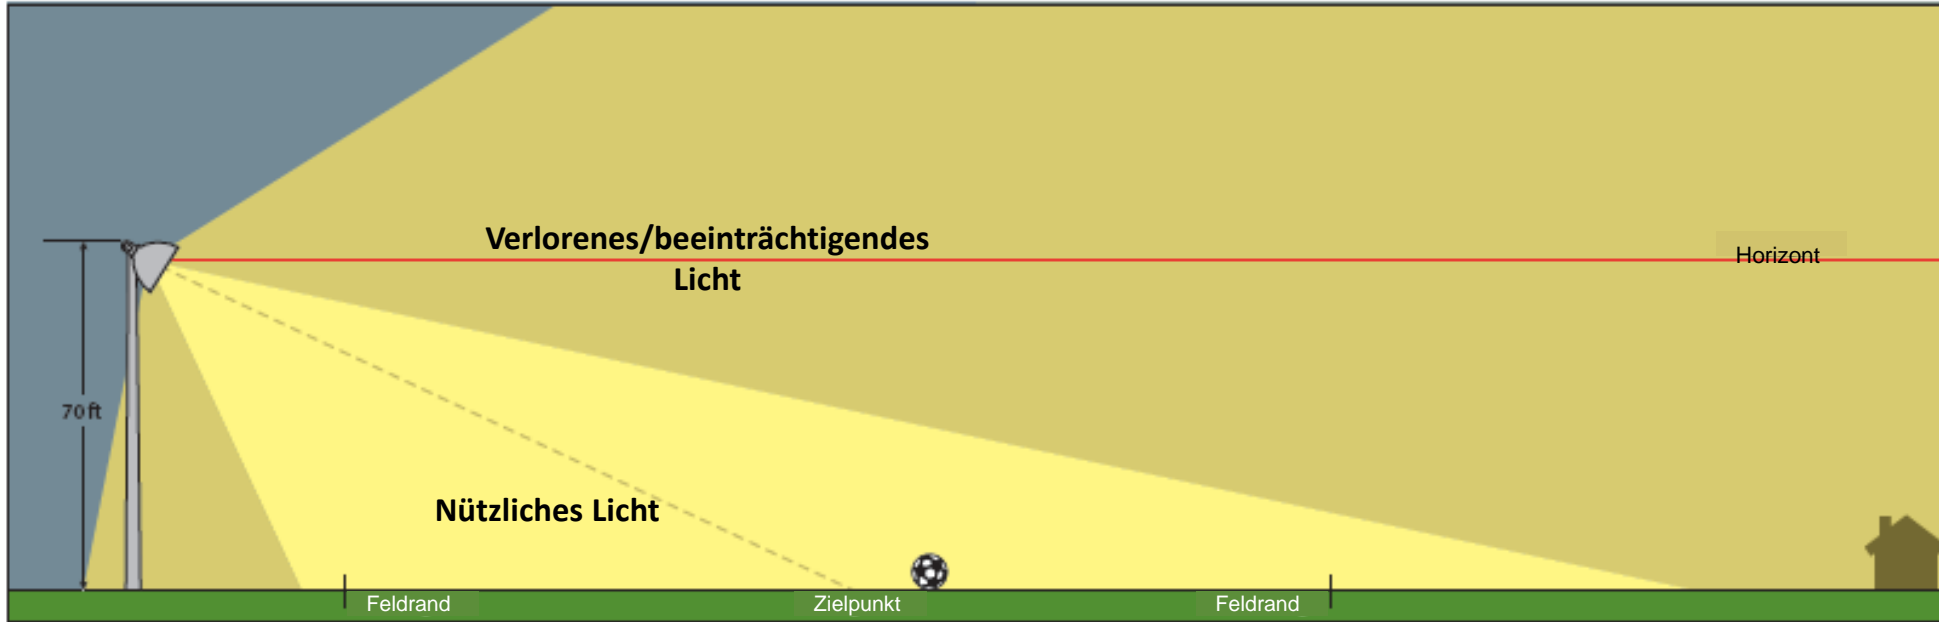 Verlorenes/beeinträchtigendes
Licht
Horizont
70 ft
Nützliches Licht
Feldrand
Zielpunkt
Feldrand